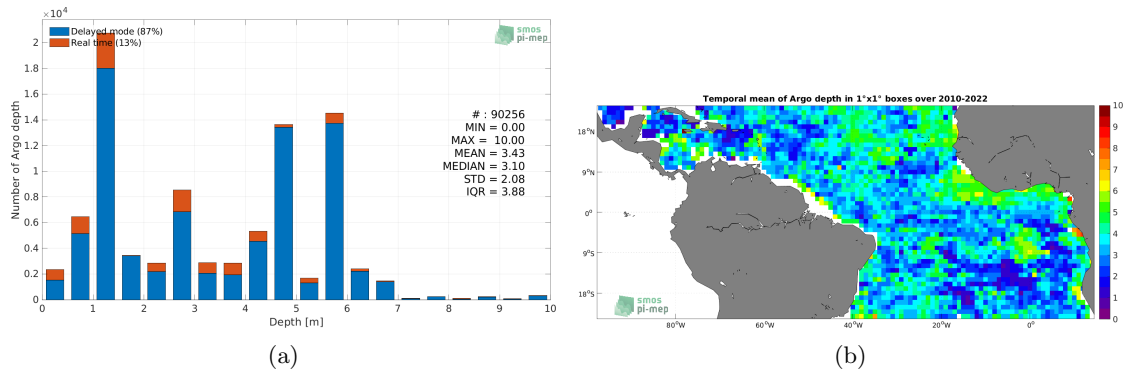 ×10⁴
2
1.8
1.6
1.4
1.2
1
0.8
0.6
0.4
0.2
0
Number of Argo depth
Delayed mode (87%)
Real time (13%)
smos
pi-mep
# : 90256
MIN = 0.00
MAX = 10.00
MEAN = 3.43
MEDIAN = 3.10
STD = 2.08
IQR = 3.88
0 1 2 3 4 5 6 7 8 9 10
Depth [m]
(a)
Temporal mean of Argo depth in 1°x1° boxes over 2010-2022
18°N
9°N
0°N
9°S
18°S
80°W 60°W 40°W 20°W 0°
smos
pi-mep
10
9
8
7
6
5
4
3
2
1
0
(b)